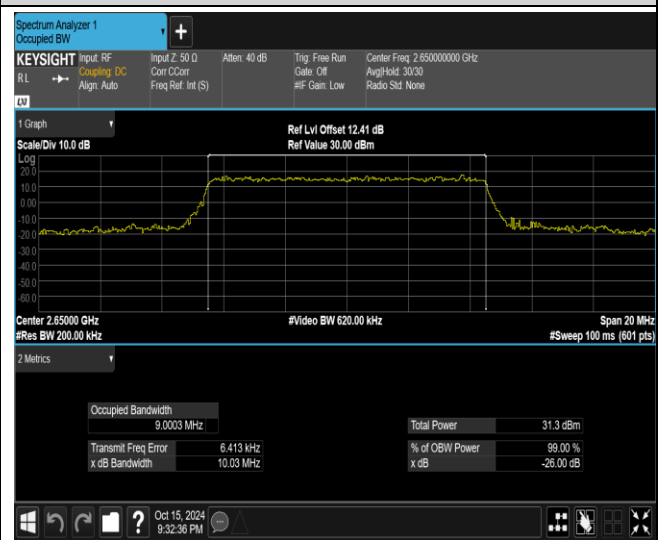 Spectrum Analyzer 1
Occupied BW
+
KEYSIGHT Input: RF Input Z: 50 Ω Atten: 40 dB Trig: Free Run Center Freq: 2.650000000 GHz
RL Coupling: DC Corr CCorr Gate: Off Avg|Hold: 30/30
Align: Auto Freq Ref: Int (S) #IF Gain: Low Radio Std: None
LXI
1 Graph
Ref Lvl Offset 12.41 dB
Scale/Div 10.0 dB Ref Value 30.00 dBm
Log
20.0
10.0
0.00
-10.0
-20.0
-30.0
-40.0
-50.0
-60.0
Center 2.65000 GHz #Video BW 620.00 kHz Span 20 MHz
#Res BW 200.00 kHz #Sweep 100 ms (601 pts)
2 Metrics
Occupied Bandwidth
9.0003 MHz Total Power 31.3 dBm
Transmit Freq Error 6.413 kHz % of OBW Power 99.00 %
x dB Bandwidth 10.03 MHz x dB -26.00 dB
? Oct 15, 2024
9:32:36 PM